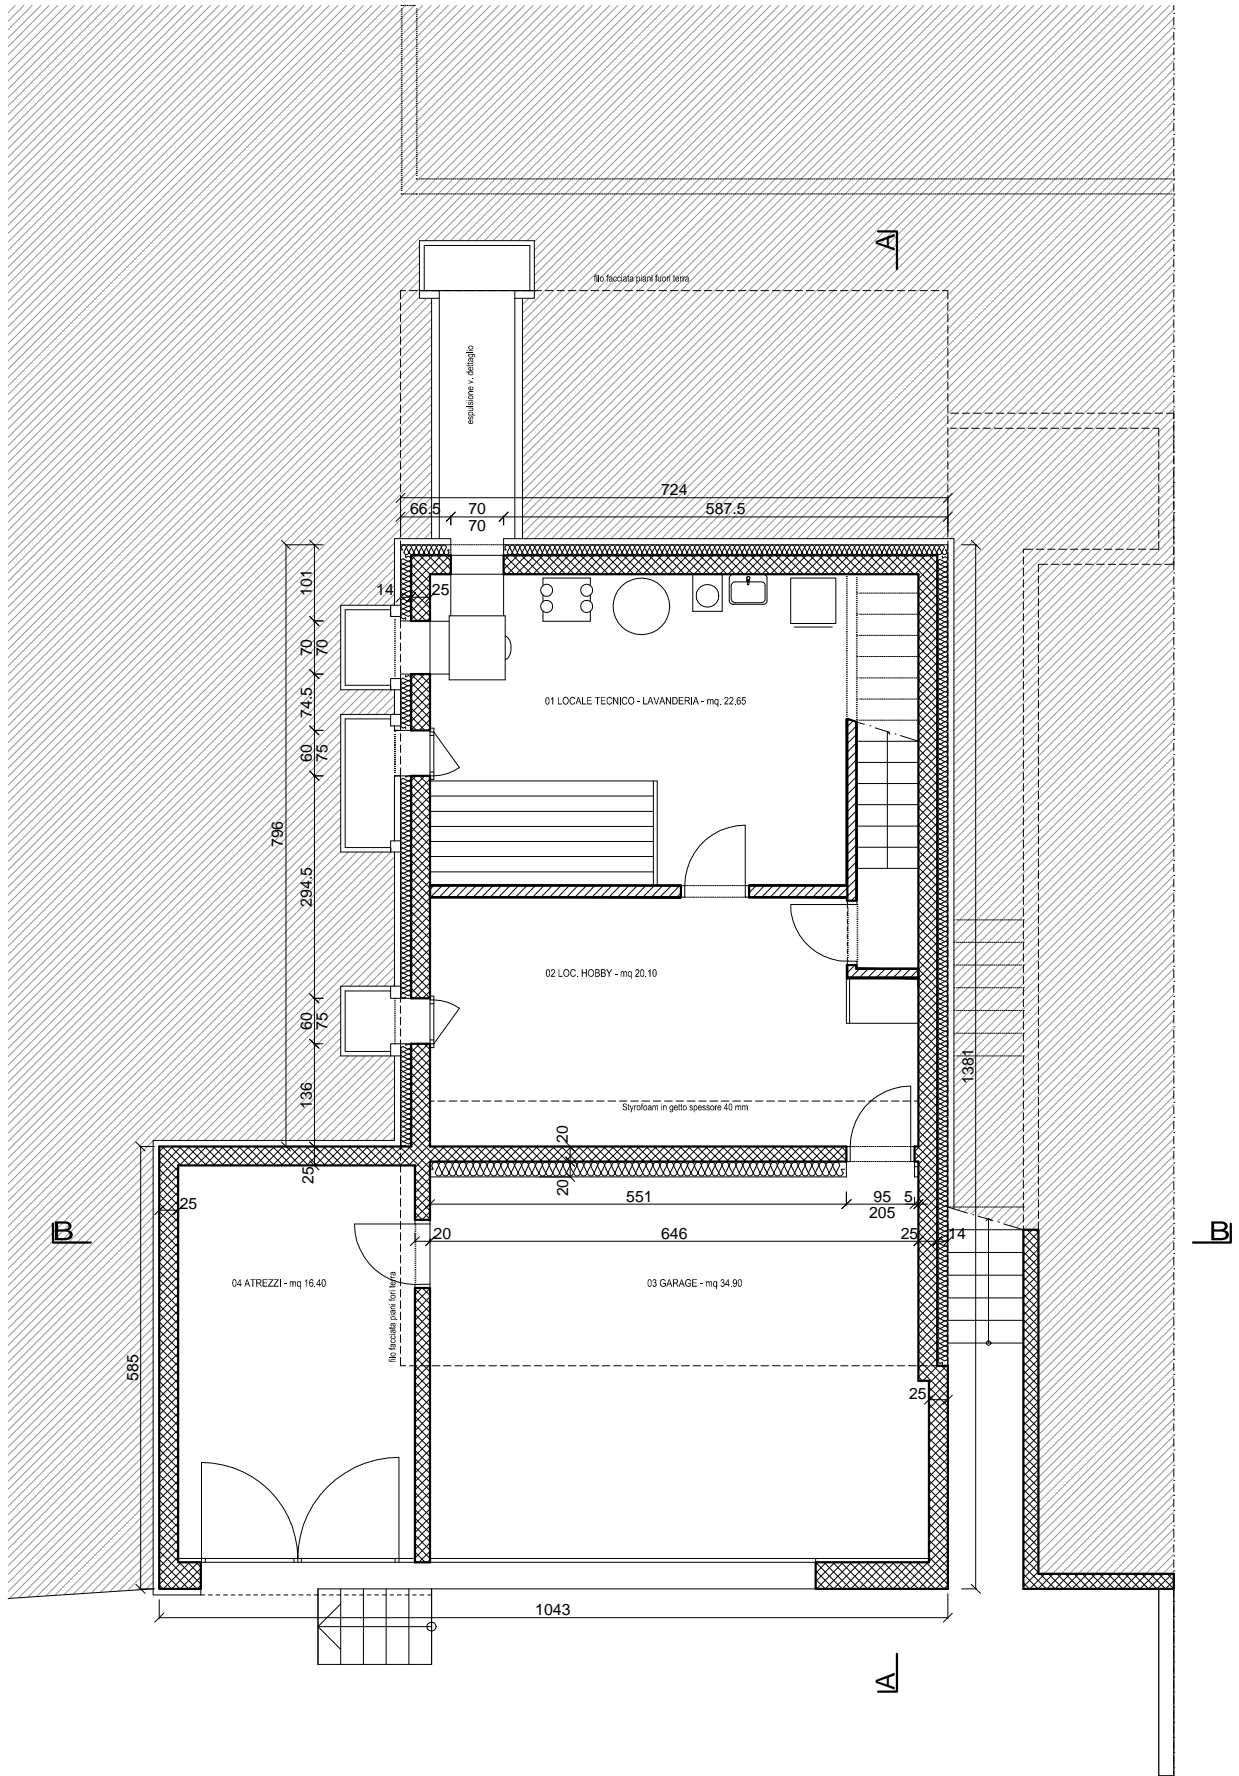 A
filo facciata piani fuori terra
espulsione v. dettaglio
724
66.5 70 587.5
70
101
14 25
70
70
74.5
01 LOCALE TECNICO - LAVANDERIA - mq. 22.65
60
75
796
294.5
02 LOC. HOBBY - mq 20.10
60
75
1381
136
Styrofoam in getto spessore 40 mm
20
25
20
25
551 95 5
205
B
20 646 25 14
B
04 ATREZZI - mq 16.40
03 GARAGE - mq 34.90
filo facciata piani fori terra
585
25
1043
A